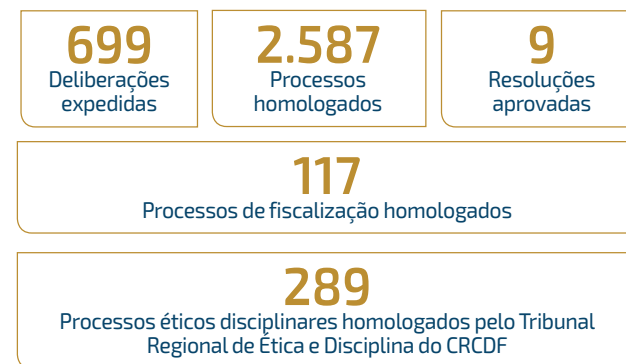 699
Deliberações
expedidas
2.587
Processos
homologados
9
Resoluções
aprovadas
117
Processos de fiscalização homologados
289
Processos éticos disciplinares homologados pelo Tribunal
Regional de Ética e Disciplina do CRCDF